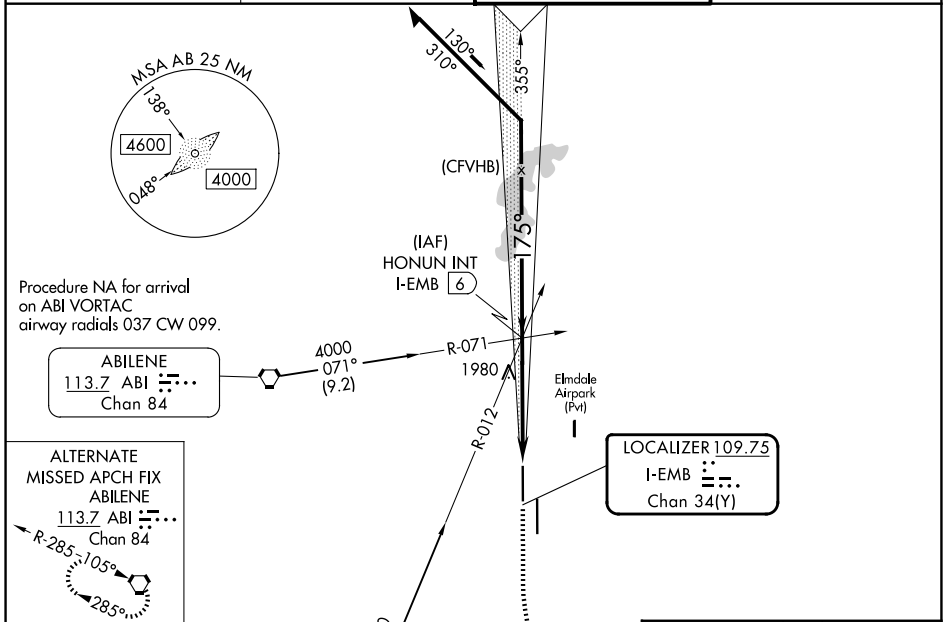 MSA AB 25 NM
138°
4600
4000
048°
130°
310°
355°
(CFVHB)
175°
(IAF)
HONUN INT
I-EMB 6
Procedure NA for arrival
on ABI VORTAC
airway radials 037 CW 099.
ABILENE
113.7 ABI
Chan 84
4000
071°
(9.2)
R-071
1980
R-012
Elmdale
Airpark
(Pvt)
LOCALIZER 109.75
I-EMB
Chan 34(Y)
ALTERNATE
MISSED APCH FIX
ABILENE
113.7 ABI
Chan 84
R-285-105°
285°